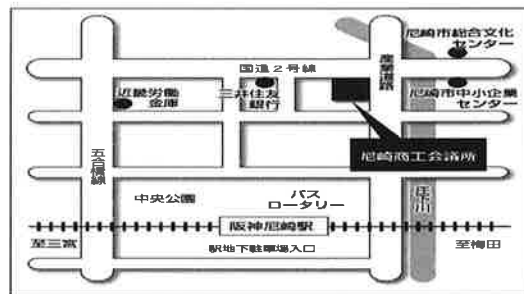 尼崎市総合文化
センター
国道2号線
産業道路
近畿労働
金庫
三井住友
銀行
尼崎市中小企業
センター
尼崎商工会議所
五合橋線
中央公園
バス
ロータリー
庄下川
阪神尼崎駅
至三宮
駅地下駐車場入口
至梅田